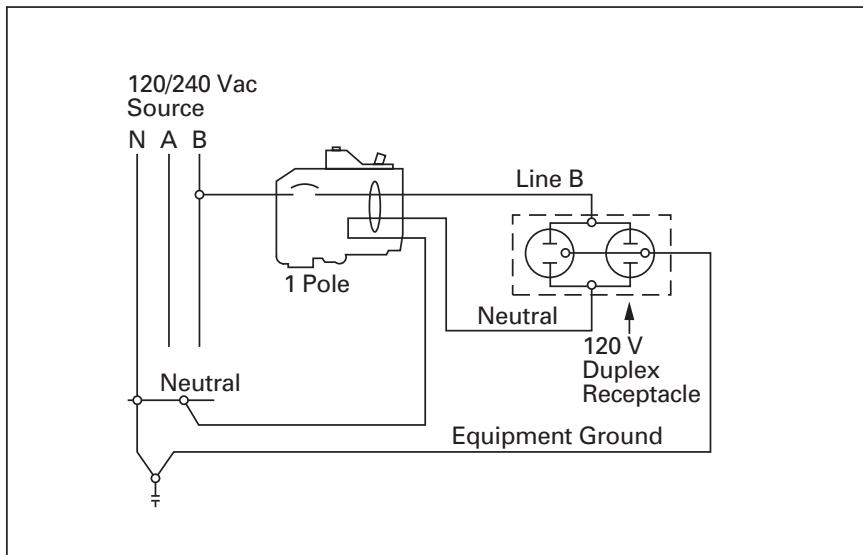 120/240 Vac
Source
N A B
Line B
1 Pole
Neutral
120 V
Duplex
Receptacle
Neutral
Equipment Ground